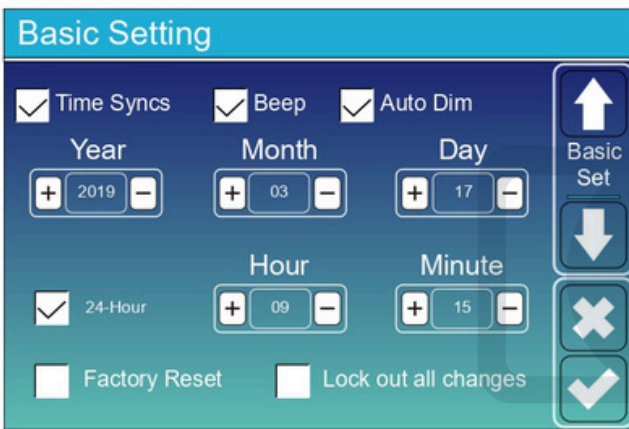 Basic Setting
Time Syncs Beep Auto Dim
Year Month Day
+ 2019 − + 03 − + 17 −
Basic
Set
Hour Minute
24-Hour + 09 − + 15 −
Factory Reset Lock out all changes